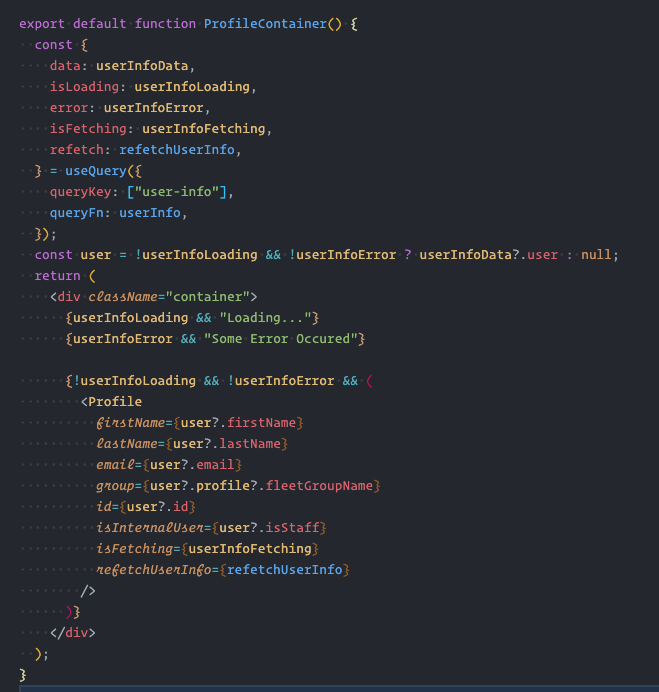 export default function ProfileContainer() {
  const {
    data: userInfoData,
    isLoading: userInfoLoading,
    error: userInfoError,
    isFetching: userInfoFetching,
    refetch: refetchUserInfo,
  } = useQuery({
    queryKey: ["user-info"],
    queryFn: userInfo,
  });
  const user = !userInfoLoading && !userInfoError ? userInfoData?.user : null;
  return (
    <div className="container">
      {userInfoLoading && "Loading..."}
      {userInfoError && "Some Error Occured"}

      {!userInfoLoading && !userInfoError && (
        <Profile
          firstName={user?.firstName}
          lastName={user?.lastName}
          email={user?.email}
          group={user?.profile?.fleetGroupName}
          id={user?.id}
          isInternalUser={user?.isStaff}
          isFetching={userInfoFetching}
          refetchUserInfo={refetchUserInfo}
        />
      )}
    </div>
  );
}